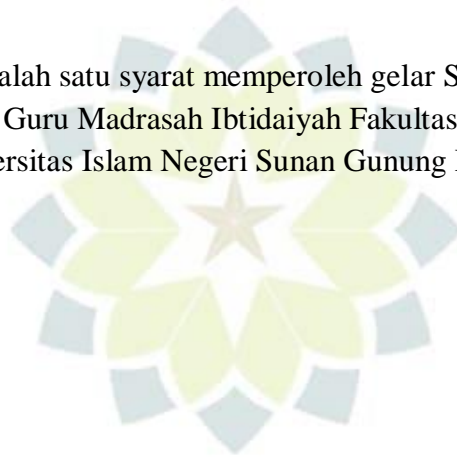 alah satu syarat memperoleh gelar S
Guru Madrasah Ibtidaiyah Fakultas
ersitas Islam Negeri Sunan Gunung